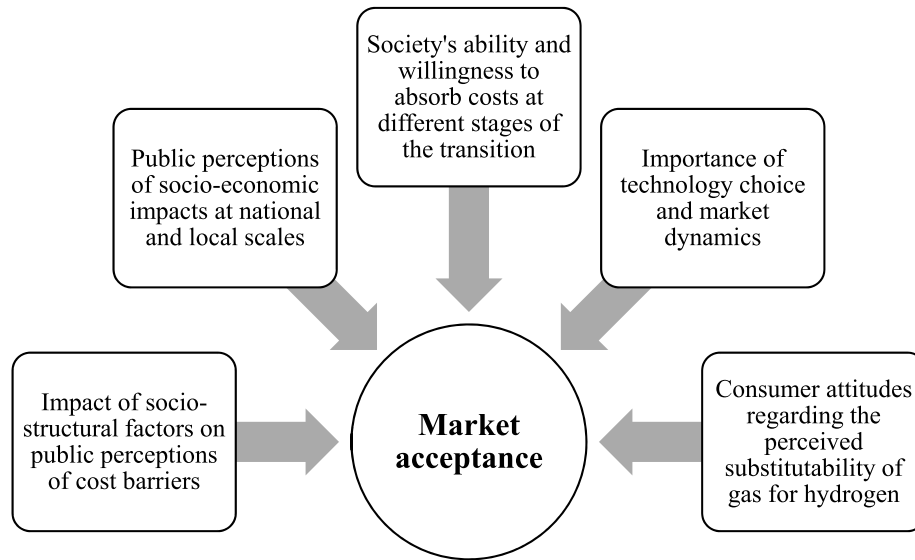 Society's ability and
willingness to
absorb costs at
different stages of
the transition
Public perceptions
of socio-economic
impacts at national
and local scales
Importance of
technology choice
and market
dynamics
Impact of socio-
structural factors on
public perceptions
of cost barriers
Market
acceptance
Consumer attitudes
regarding the
perceived
substitutability of
gas for hydrogen